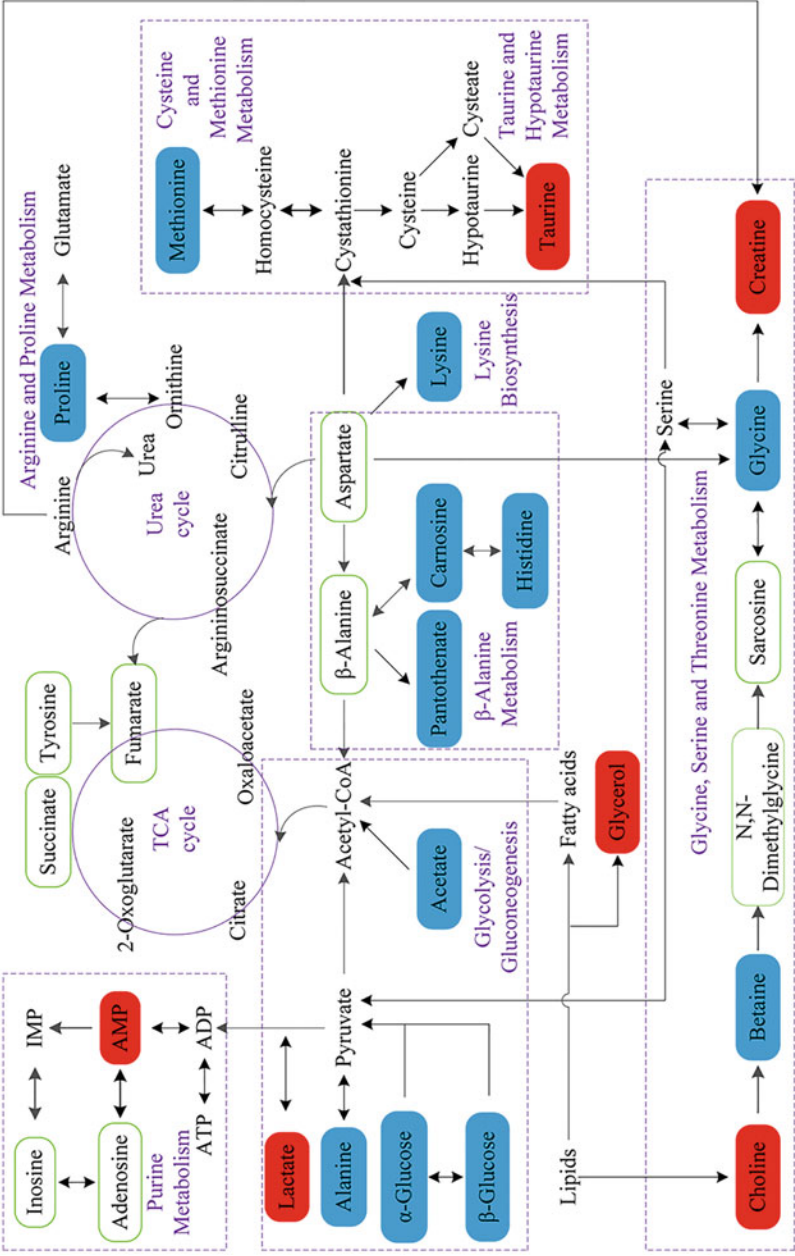 Inosine
IMP
Adenosine
AMP
Purine
Metabolism
ATP
ADP
Succinate
Tyrosine
2-Oxoglutarate
Fumarate
TCA
cycle
Citrate
Oxaloacetate
Arginine
Arginine and Proline Metabolism
Urea
Urea
cycle
Proline
Glutamate
Ornithine
Citrulline
Argininosuccinate
Cysteine
and
Methionine
Metabolism
Methionine
Homocysteine
Cystathionine
Cysteine
Cysteate
Hypotaurine
Taurine
Taurine and
Hypotaurine
Metabolism
Lactate
Alanine
Pyruvate
α-Glucose
β-Glucose
Acetyl-CoA
Acetate
Glycolysis/
Gluconeogenesis
β-Alanine
Aspartate
Pantothenate
Carnosine
Histidine
β-Alanine
Metabolism
Lysine
Lysine
Biosynthesis
Lipids
Fatty acids
Glycerol
Serine
Glycine, Serine and Threonine Metabolism
Choline
Betaine
N,N-
Dimethylglycine
Sarcosine
Glycine
Creatine